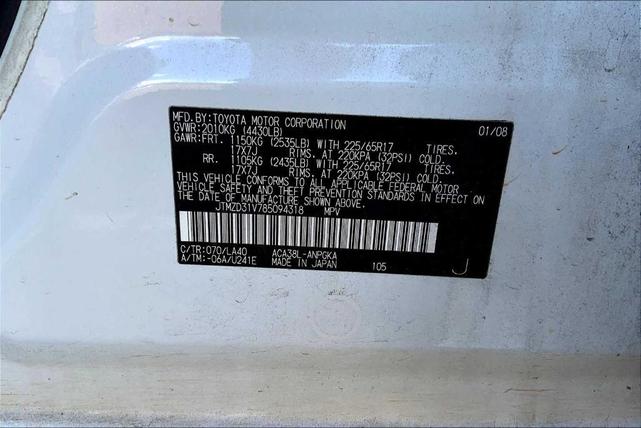 MFD.BY:TOYOTA MOTOR CORPORATION 01/08
GVWR:2010KG (4430LB)
GAWR:FRT. 1150KG (2535LB) WITH 225/65R17 TIRES.
17X7J RIMS. AT 220KPA (32PSI) COLD.
RR. 1105KG (2435LB) WITH 225/65R17 TIRES.
17X7J RIMS. AT 220KPA (32PSI) COLD.
THIS VEHICLE CONFORMS TO ALL APPLICABLE FEDERAL MOTOR
VEHICLE SAFETY AND THEFT PREVENTION STANDARDS IN EFFECT ON
THE DATE OF MANUFACTURE SHOWN ABOVE.
JTMZD31V785094318 MPV
C/TR:070/LA40 ACA38L-ANPGKA
A/TM:-06A/U241E MADE IN JAPAN 105 J